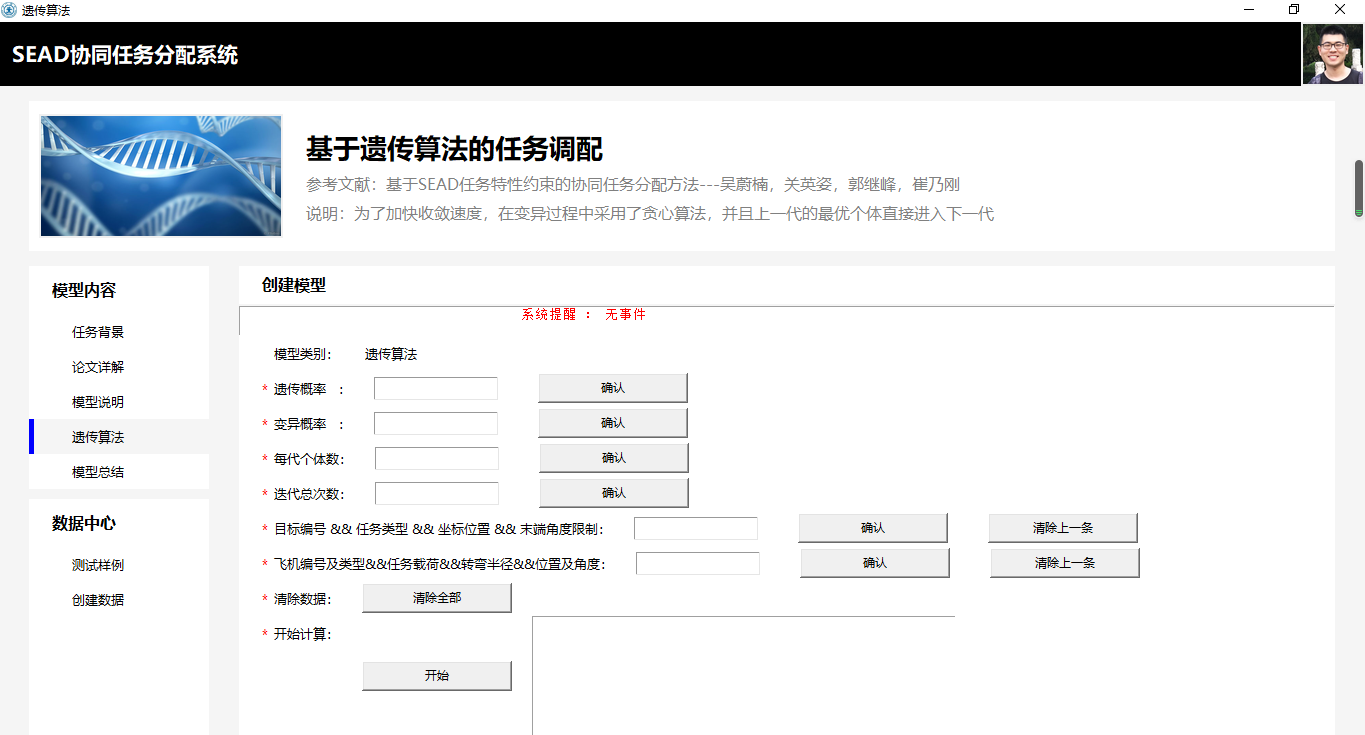 遗传算法
SEAD协同任务分配系统
基于遗传算法的任务调配
参考文献：基于SEAD任务特性约束的协同任务分配方法---吴蔚楠，关英姿，郭继峰，崔乃刚
说明：为了加快收敛速度，在变异过程中采用了贪心算法，并且上一代的最优个体直接进入下一代
模型内容
任务背景
论文详解
模型说明
遗传算法
模型总结
数据中心
测试样例
创建数据
创建模型
系统提醒 ： 无事件
模型类别： 遗传算法
* 遗传概率 ： 确认
* 变异概率 ： 确认
* 每代个体数： 确认
* 迭代总次数： 确认
* 目标编号 && 任务类型 && 坐标位置 && 末端角度限制： 确认 清除上一条
* 飞机编号及类型&&任务载荷&&转弯半径&&位置及角度： 确认 清除上一条
* 清除数据： 清除全部
* 开始计算：
开始